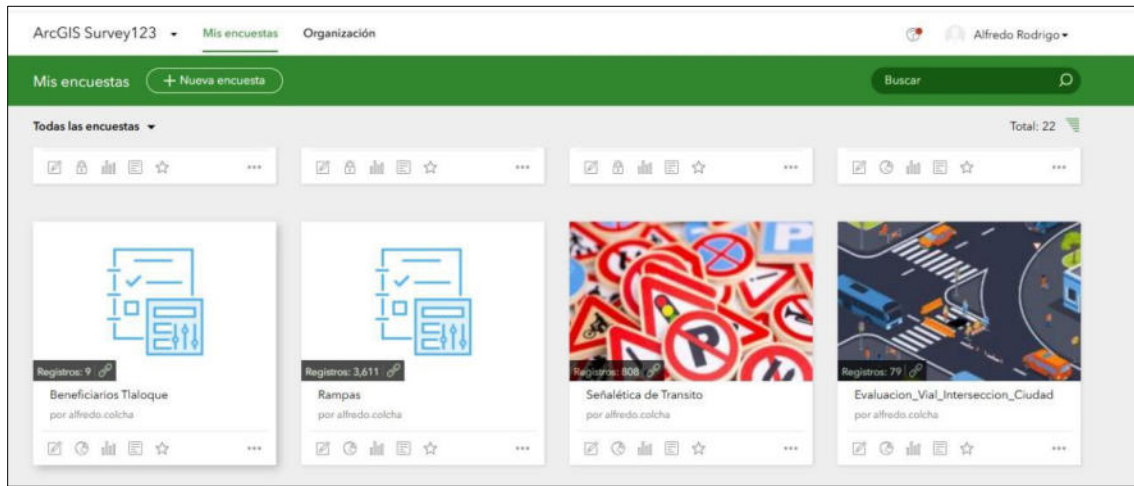 ArcGIS Survey123 Mis encuestas Organización Alfredo Rodrigo
Mis encuestas + Nueva encuesta Buscar
Todas las encuestas Total: 22
Registros: 9
Beneficiarios Tlaloque
por alfredo.colcha
Registros: 3,611
Rampas
por alfredo.colcha
P
P
Registros: 808
Señalética de Transito
por alfredo.colcha
Registros: 79
Evaluacion_Vial_Interseccion_Ciudad
por alfredo.colcha